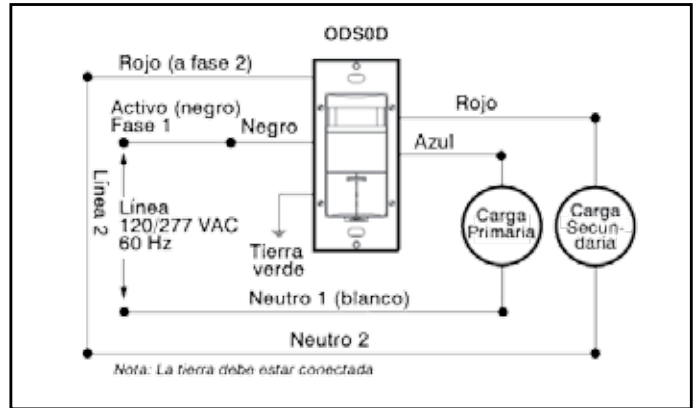 ODS0D
Rojo (a fase 2)
Activo (negro)
Fase 1
Negro
Rojo
Azul
Línea 2
Línea
120/277 VAC
60 Hz
Tierra
verde
Carga
Primaria
Carga
Secun-
daria
Neutro 1 (blanco)
Neutro 2
Nota: La tierra debe estar conectada